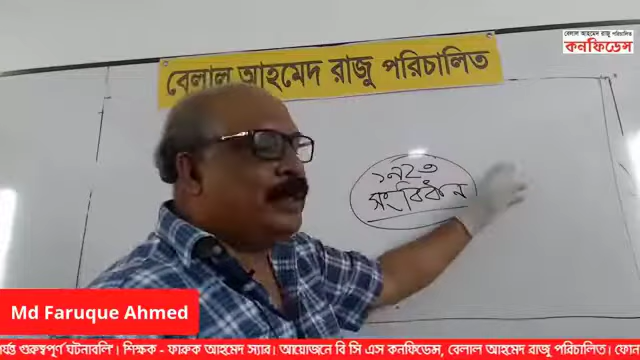 বেলাল আহমেদ রাজু পরিচালিত
কনফিডেন্স
বেলাল আহমেদ রাজু পরিচালিত
১৯২৩
সংবিধান
Md Faruque Ahmed
গুরুত্বপূর্ণ ঘটনাবলি। শিক্ষক - ফারুক আহমেদ স্যার। আয়োজনে বি সি এস কনফিডেন্স, বেলাল আহমেদ রাজু পরিচালিত।